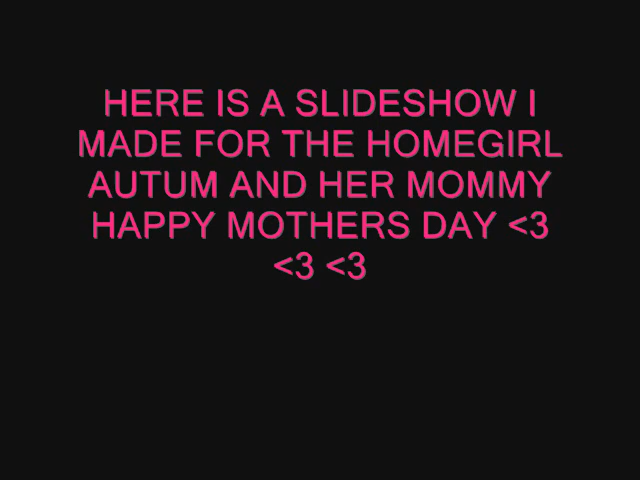 HERE IS A SLIDESHOW I
MADE FOR THE HOMEGIRL
AUTUM AND HER MOMMY
HAPPY MOTHERS DAY <3
<3 <3